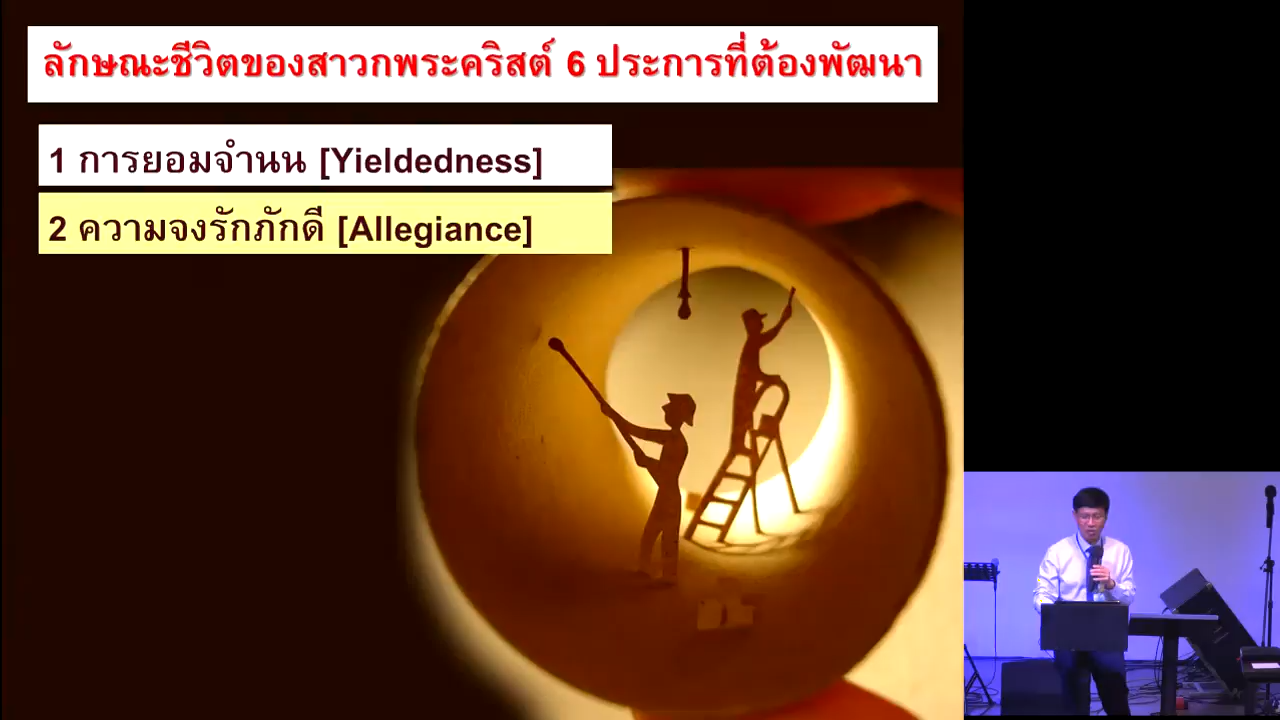 ลักษณะชีวิตของสาวกพระคริสต์ 6 ประการที่ต้องพัฒนา
1 การยอมจำนน [Yieldedness]
2 ความจงรักภักดี [Allegiance]